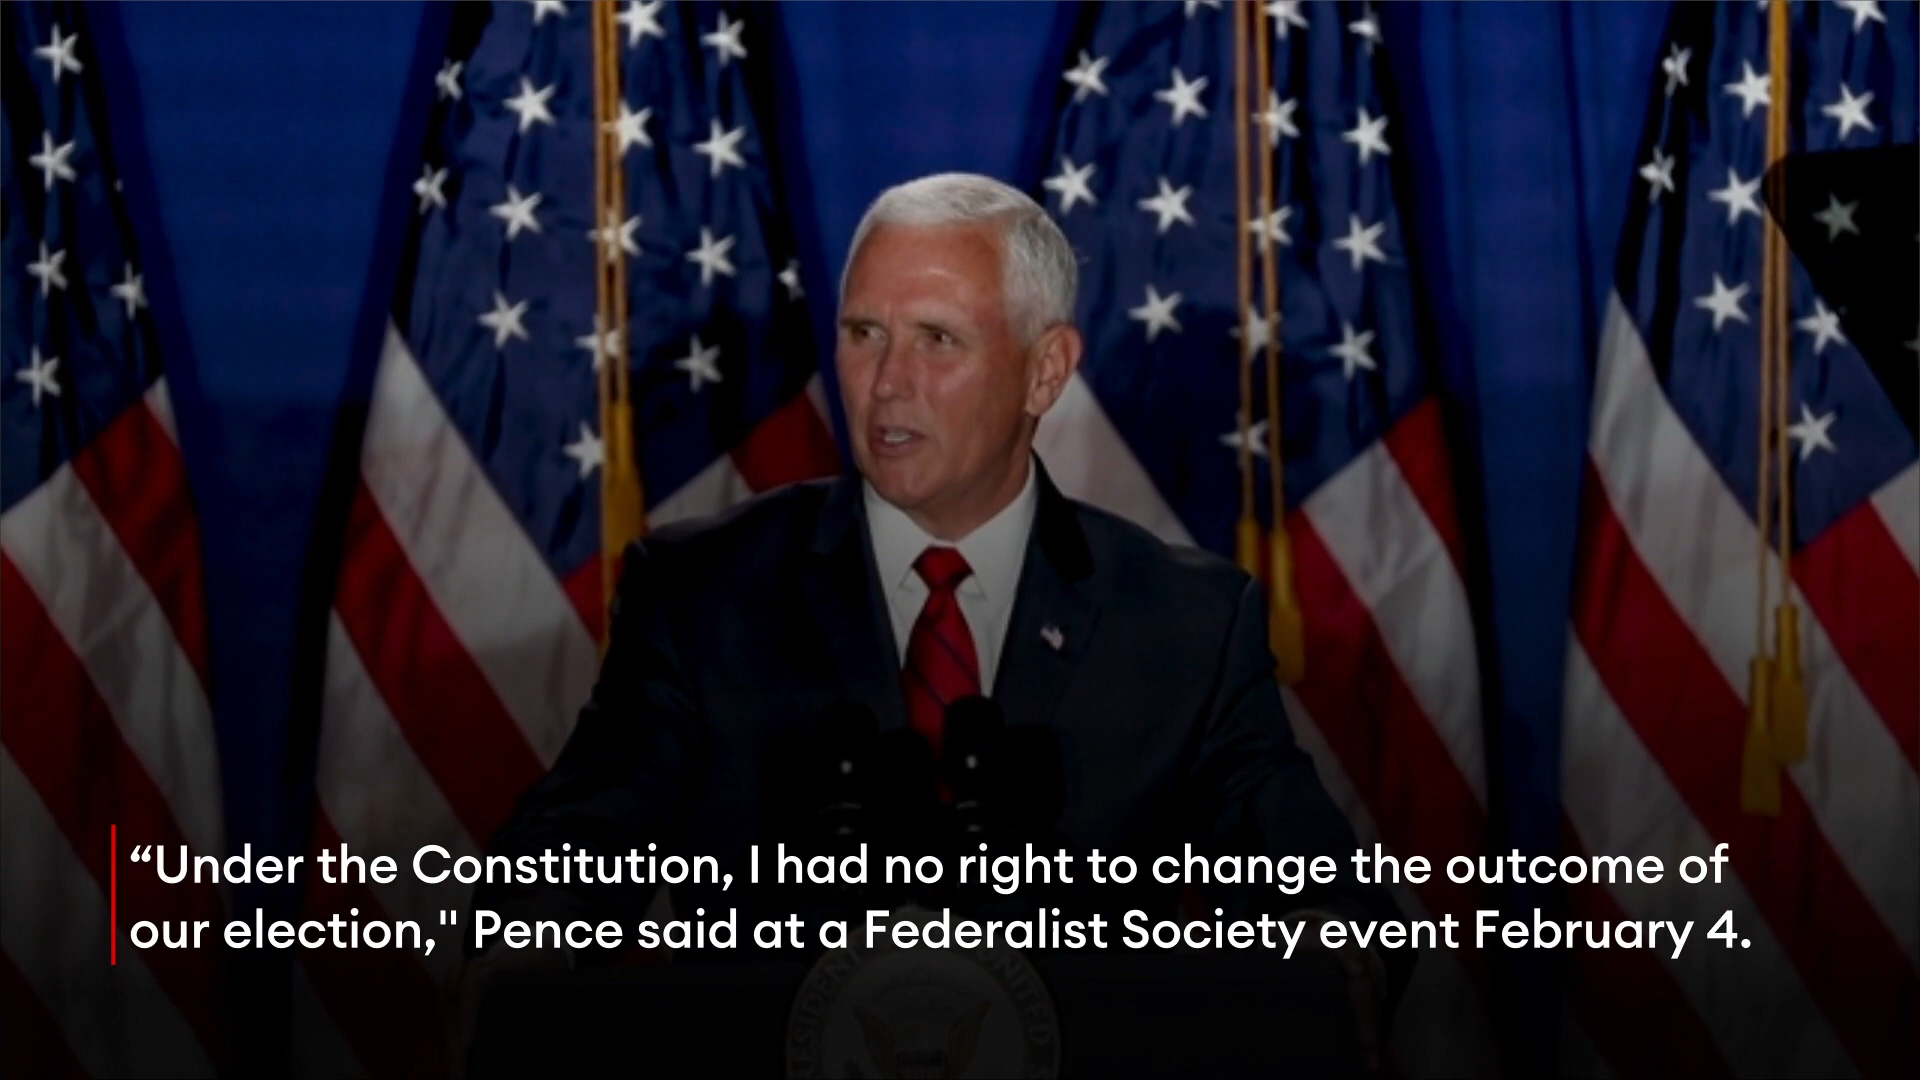 “Under the Constitution, I had no right to change the outcome of
our election," Pence said at a Federalist Society event February 4.